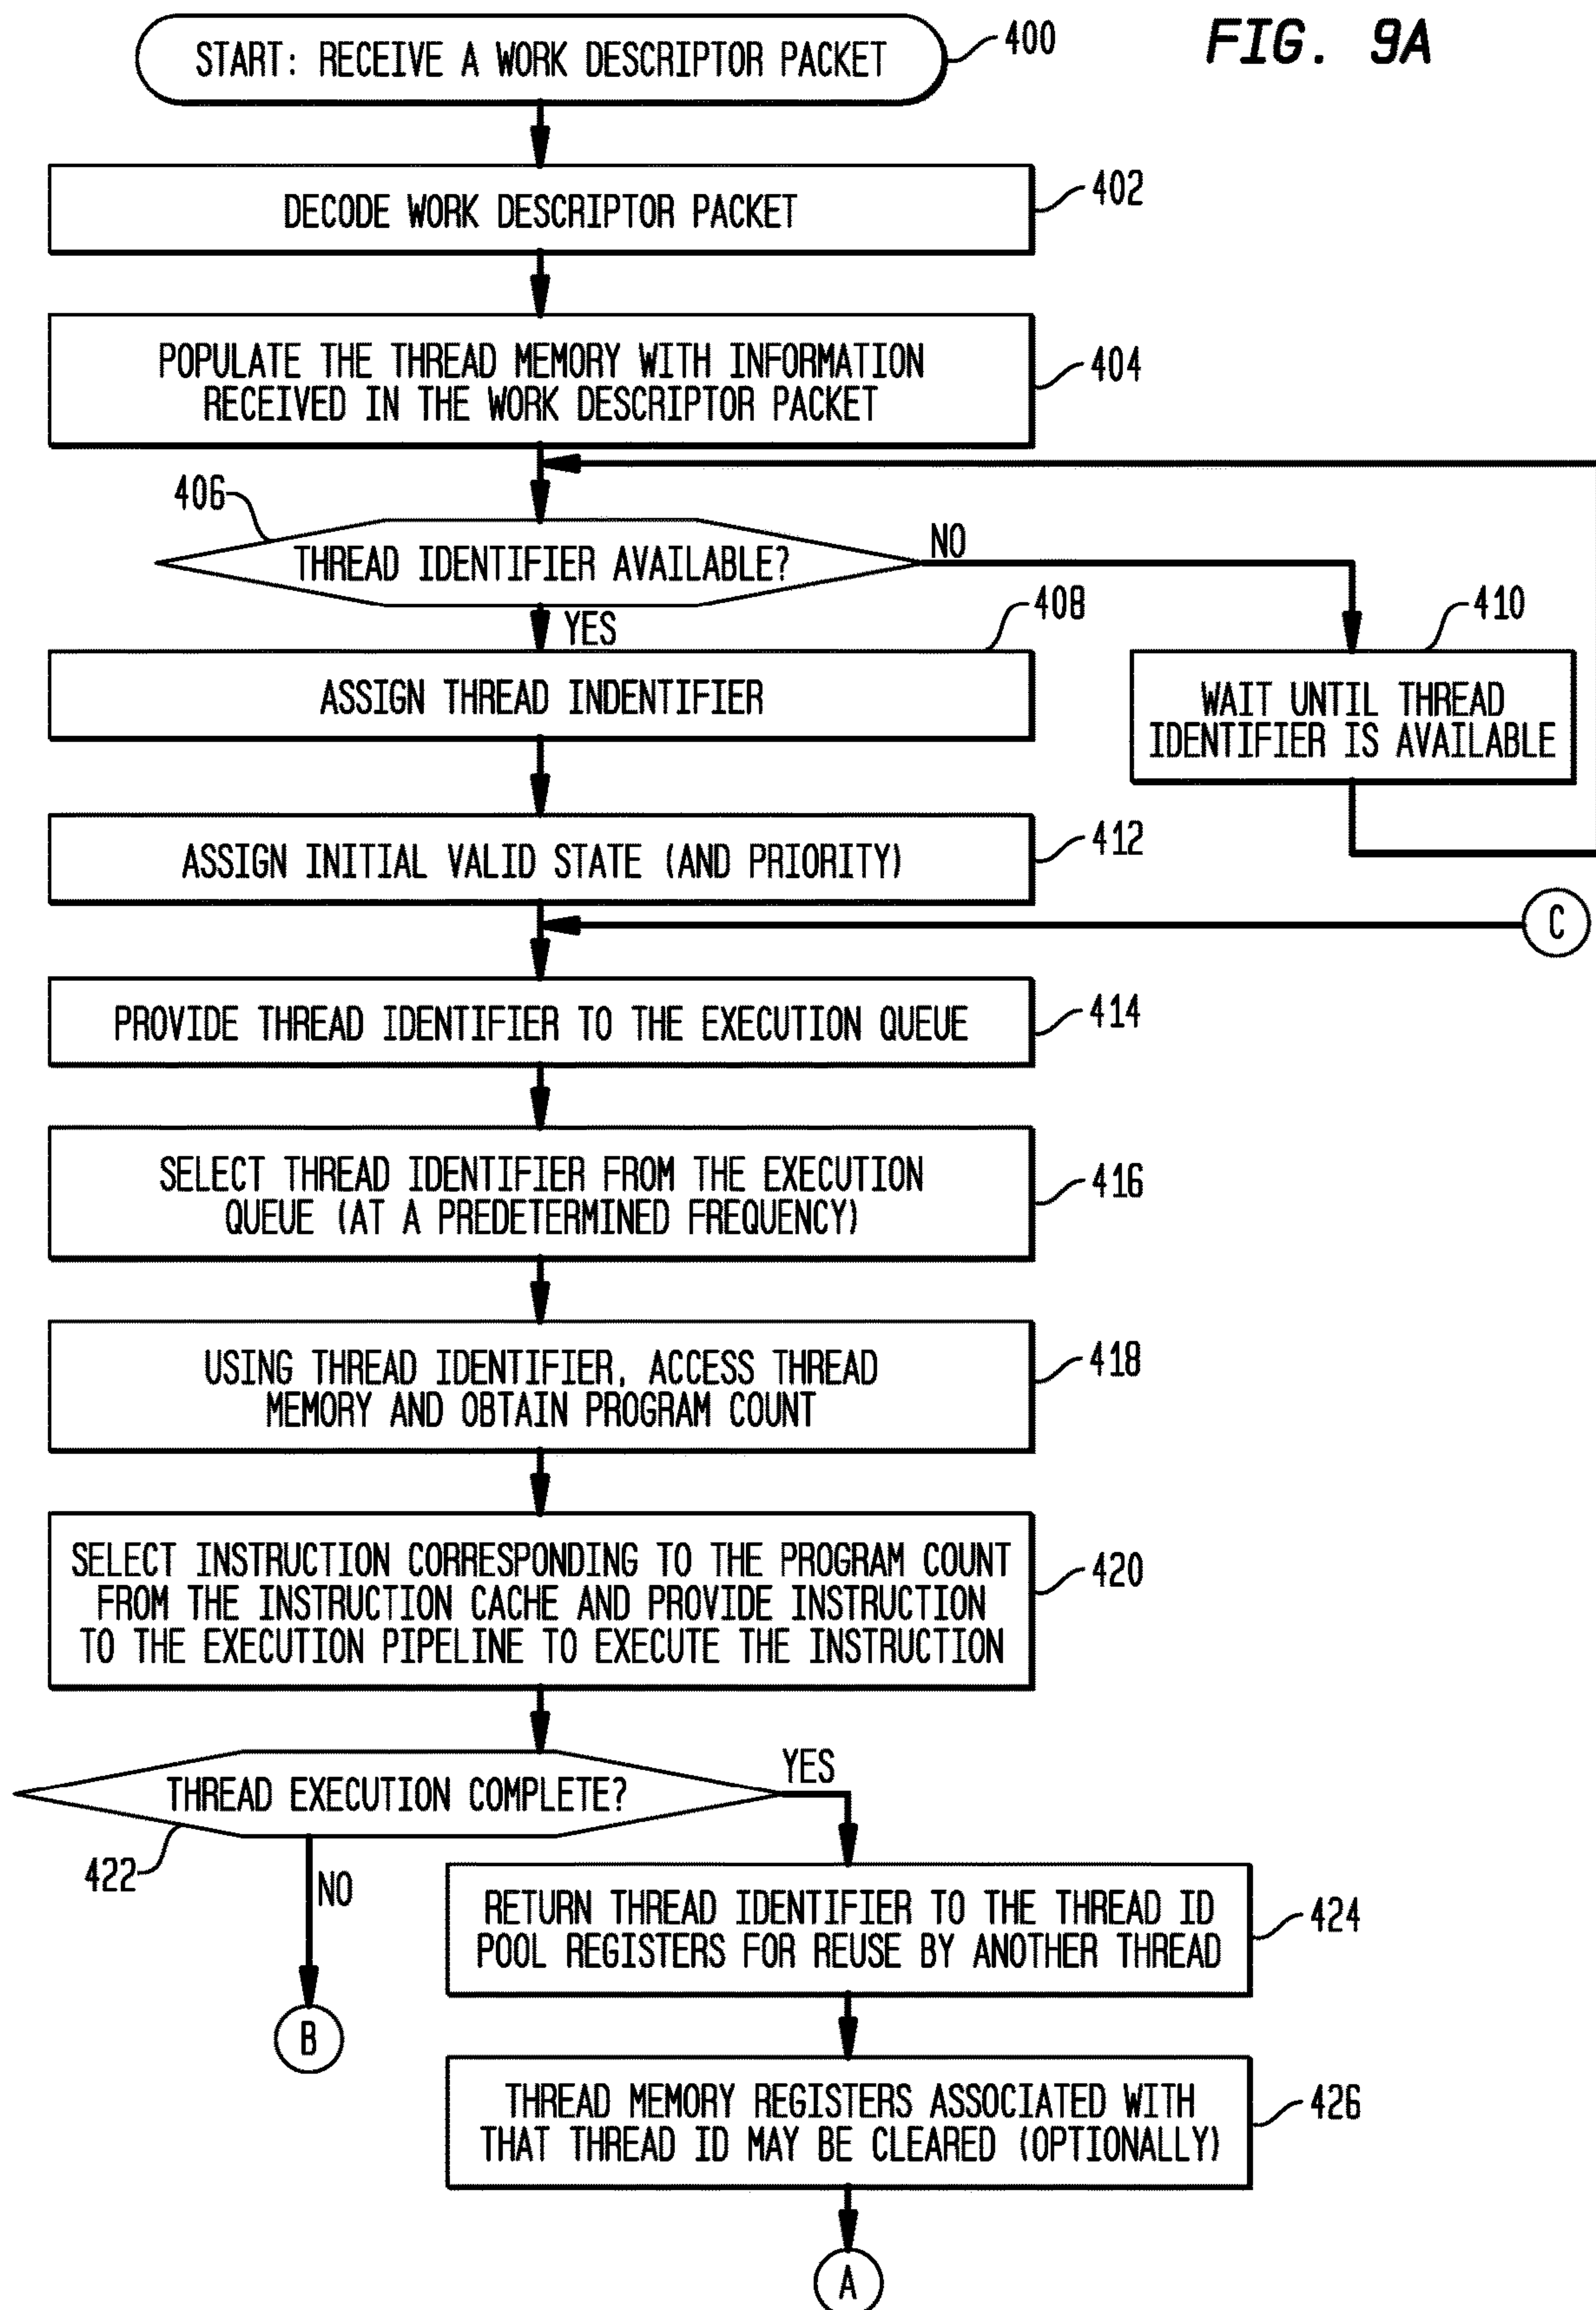 FIG. 9A
START: RECEIVE A WORK DESCRIPTOR PACKET
400
DECODE WORK DESCRIPTOR PACKET
402
POPULATE THE THREAD MEMORY WITH INFORMATION
RECEIVED IN THE WORK DESCRIPTOR PACKET
404
406
THREAD IDENTIFIER AVAILABLE?
NO
YES
408
ASSIGN THREAD INDENTIFIER
410
WAIT UNTIL THREAD
IDENTIFIER IS AVAILABLE
ASSIGN INITIAL VALID STATE (AND PRIORITY)
412
C
PROVIDE THREAD IDENTIFIER TO THE EXECUTION QUEUE
414
SELECT THREAD IDENTIFIER FROM THE EXECUTION
QUEUE (AT A PREDETERMINED FREQUENCY)
416
USING THREAD IDENTIFIER, ACCESS THREAD
MEMORY AND OBTAIN PROGRAM COUNT
418
SELECT INSTRUCTION CORRESPONDING TO THE PROGRAM COUNT
FROM THE INSTRUCTION CACHE AND PROVIDE INSTRUCTION
TO THE EXECUTION PIPELINE TO EXECUTE THE INSTRUCTION
420
THREAD EXECUTION COMPLETE?
YES
422
NO
B
RETURN THREAD IDENTIFIER TO THE THREAD ID
POOL REGISTERS FOR REUSE BY ANOTHER THREAD
424
THREAD MEMORY REGISTERS ASSOCIATED WITH
THAT THREAD ID MAY BE CLEARED (OPTIONALLY)
426
A